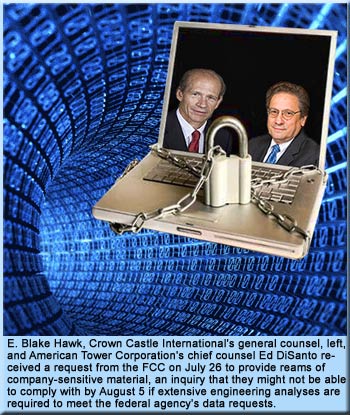 E. Blake Hawk, Crown Castle International's general counsel, left,
and American Tower Corporation's chief counsel Ed DiSanto re-
ceived a request from the FCC on July 26 to provide reams of
company-sensitive material, an inquiry that they might not be able
to comply with by August 5 if extensive engineering analyses are
required to meet the federal agency's data requests.